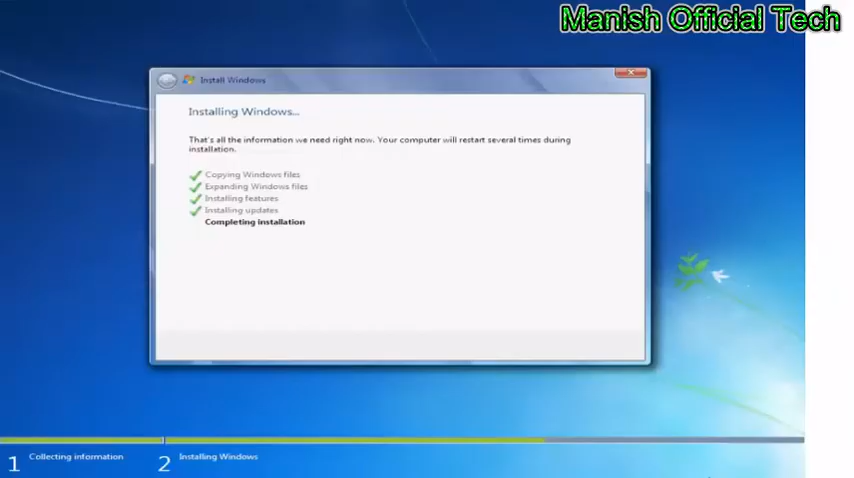 Manish Official Tech
Install Windows
Installing Windows...
That's all the information we need right now. Your computer will restart several times during
installation.
Copying Windows files
Expanding Windows files
Installing features
Installing updates
Completing installation
1 Collecting information
2 Installing Windows